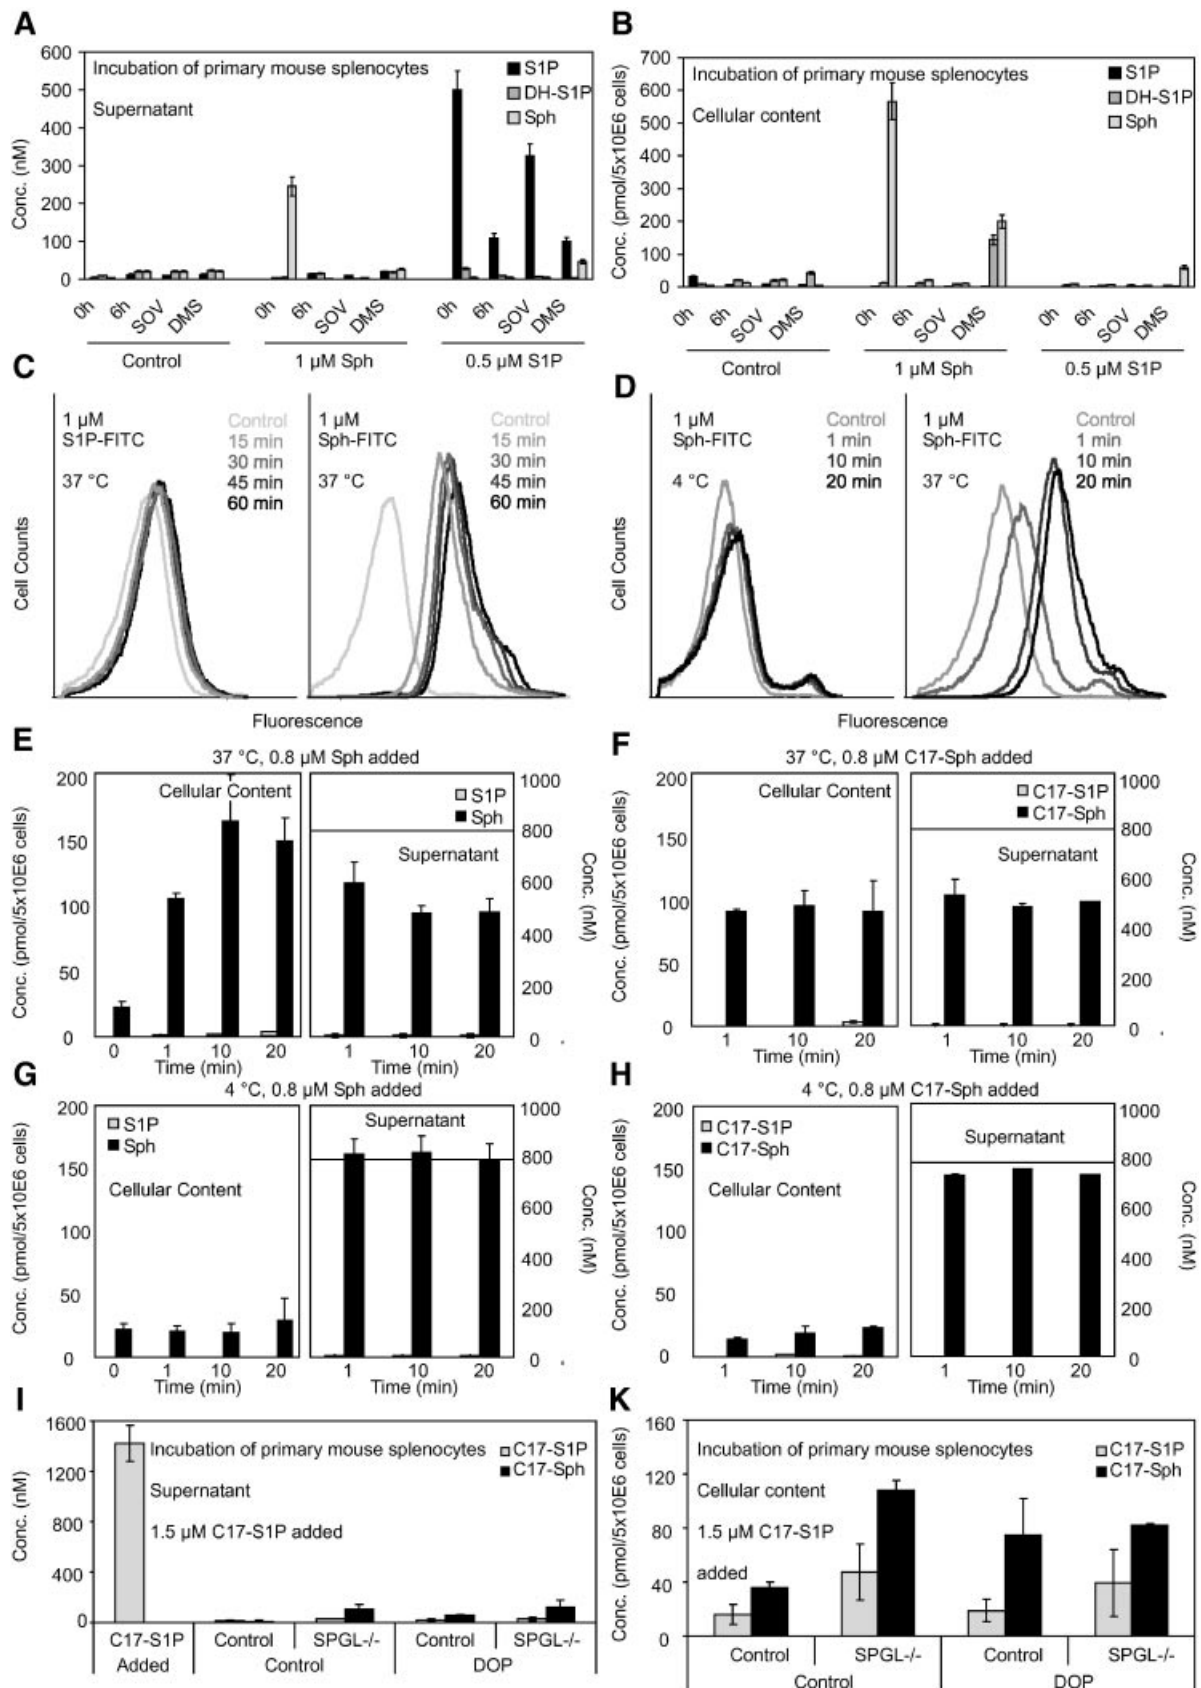 A
600
500
400
300
200
100
0
Conc. (nM)
Incubation of primary mouse splenocytes
Supernatant
S1P
DH-S1P
Sph
0h 6h SOV DMS 0h 6h SOV DMS 0h 6h SOV DMS
Control 1 µM Sph 0.5 µM S1P
B
700
600
500
400
300
200
100
0
Conc. (pmol/5x10E6 cells)
Incubation of primary mouse splenocytes
Cellular content
S1P
DH-S1P
Sph
0h 6h SOV DMS 0h 6h SOV DMS 0h 6h SOV DMS
Control 1 µM Sph 0.5 µM S1P
C
Cell Counts
1 µM
S1P-FITC
37 °C
Control
15 min
30 min
45 min
60 min
1 µM
Sph-FITC
37 °C
Control
15 min
30 min
45 min
60 min
Fluorescence
D
Cell Counts
1 µM
Sph-FITC
4 °C
Control
1 min
10 min
20 min
1 µM
Sph-FITC
37 °C
Control
1 min
10 min
20 min
Fluorescence
E
37 °C, 0.8 µM Sph added
Conc. (pmol/5x10E6 cells)
200
150
100
50
0
Cellular Content
S1P
Sph
Supernatant
1000
800
600
400
200
0
Conc. (nM)
0 1 10 20 1 10 20
Time (min) Time (min)
F
37 °C, 0.8 µM C17-Sph added
Conc. (pmol/5x10E6 cells)
200
150
100
50
0
Cellular Content
C17-S1P
C17-Sph
Supernatant
1000
800
600
400
200
0
Conc. (nM)
1 10 20 1 10 20
Time (min) Time (min)
G
4 °C, 0.8 µM Sph added
Conc. (pmol/5x10E6 cells)
200
150
100
50
0
S1P
Sph
Cellular Content
Supernatant
1000
800
600
400
200
0
Conc. (nM)
0 1 10 20 1 10 20
Time (min) Time (min)
H
4 °C, 0.8 µM C17-Sph added
Conc. (pmol/5x10E6 cells)
200
150
100
50
0
C17-S1P
C17-Sph
Cellular Content
Supernatant
1000
800
600
400
200
0
Conc. (nM)
1 10 20 1 10 20
Time (min) Time (min)
I
Conc. (nM)
1600
1200
800
400
0
Incubation of primary mouse splenocytes
Supernatant
1.5 µM C17-S1P added
C17-S1P
C17-Sph
C17-S1P Control SPGL-/- Control SPGL-/-
Added Control DOP
K
Conc. (pmol/5x10E6 cells)
160
120
80
40
0
Incubation of primary mouse splenocytes
Cellular content
1.5 µM C17-S1P
added
C17-S1P
C17-Sph
Control SPGL-/- Control SPGL-/-
Control DOP